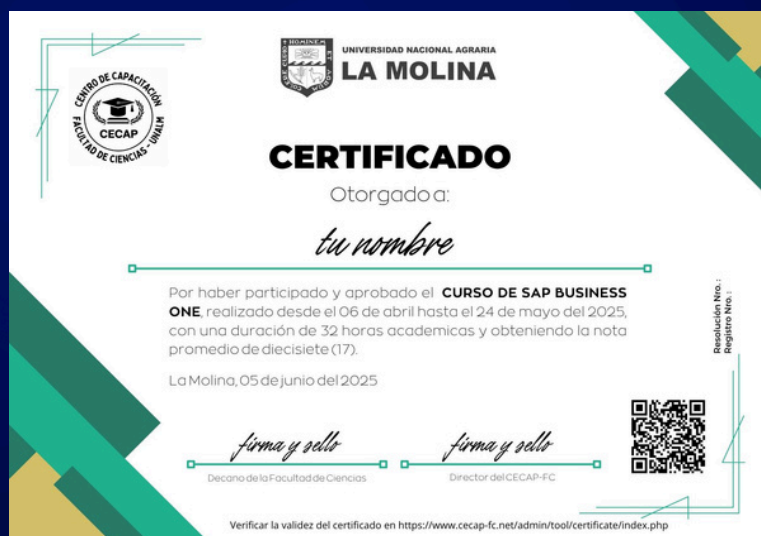 UNIVERSIDAD NACIONAL AGRARIA
LA MOLINA
CENTRO DE CAPACITACIÓN
CECAP
FACULTAD DE CIENCIAS - UNALM
CERTIFICADO
Otorgado a:
tu nombre
Por haber participado y aprobado el CURSO DE SAP BUSINESS
ONE, realizado desde el 06 de abril hasta el 24 de mayo del 2025,
con una duración de 32 horas academicas y obteniendo la nota
promedio de diecisiete (17).
La Molina, 05 de junio del 2025
Resolución Nro. :
Registro Nro. :
firma y sello
Decano de la Facultad de Ciencias
firma y sello
Director del CECAP-FC
Verificar la validez del certificado en https://www.cecap-fc.net/admin/tool/certificate/index.php